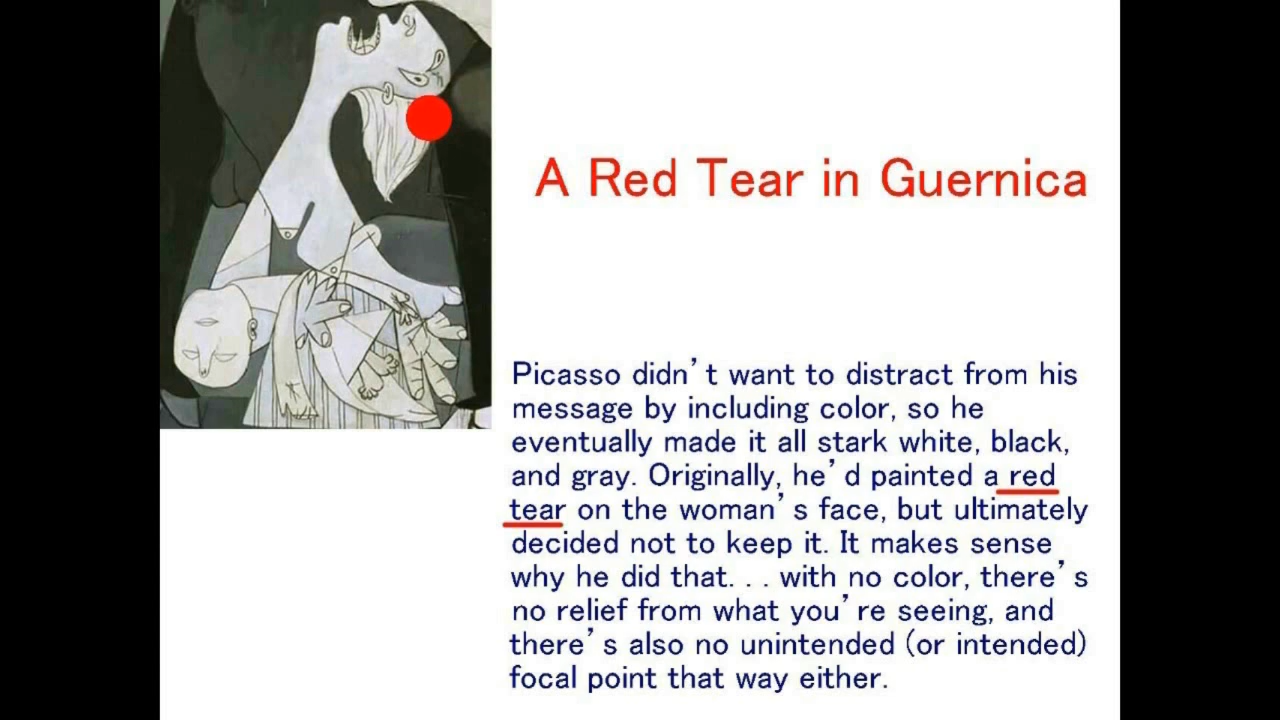 A Red Tear in Guernica
Picasso didn't want to distract from his
message by including color, so he
eventually made it all stark white, black,
and gray. Originally, he'd painted a red
tear on the woman's face, but ultimately
decided not to keep it. It makes sense
why he did that. . . with no color, there's
no relief from what you're seeing, and
there's also no unintended (or intended)
focal point that way either.